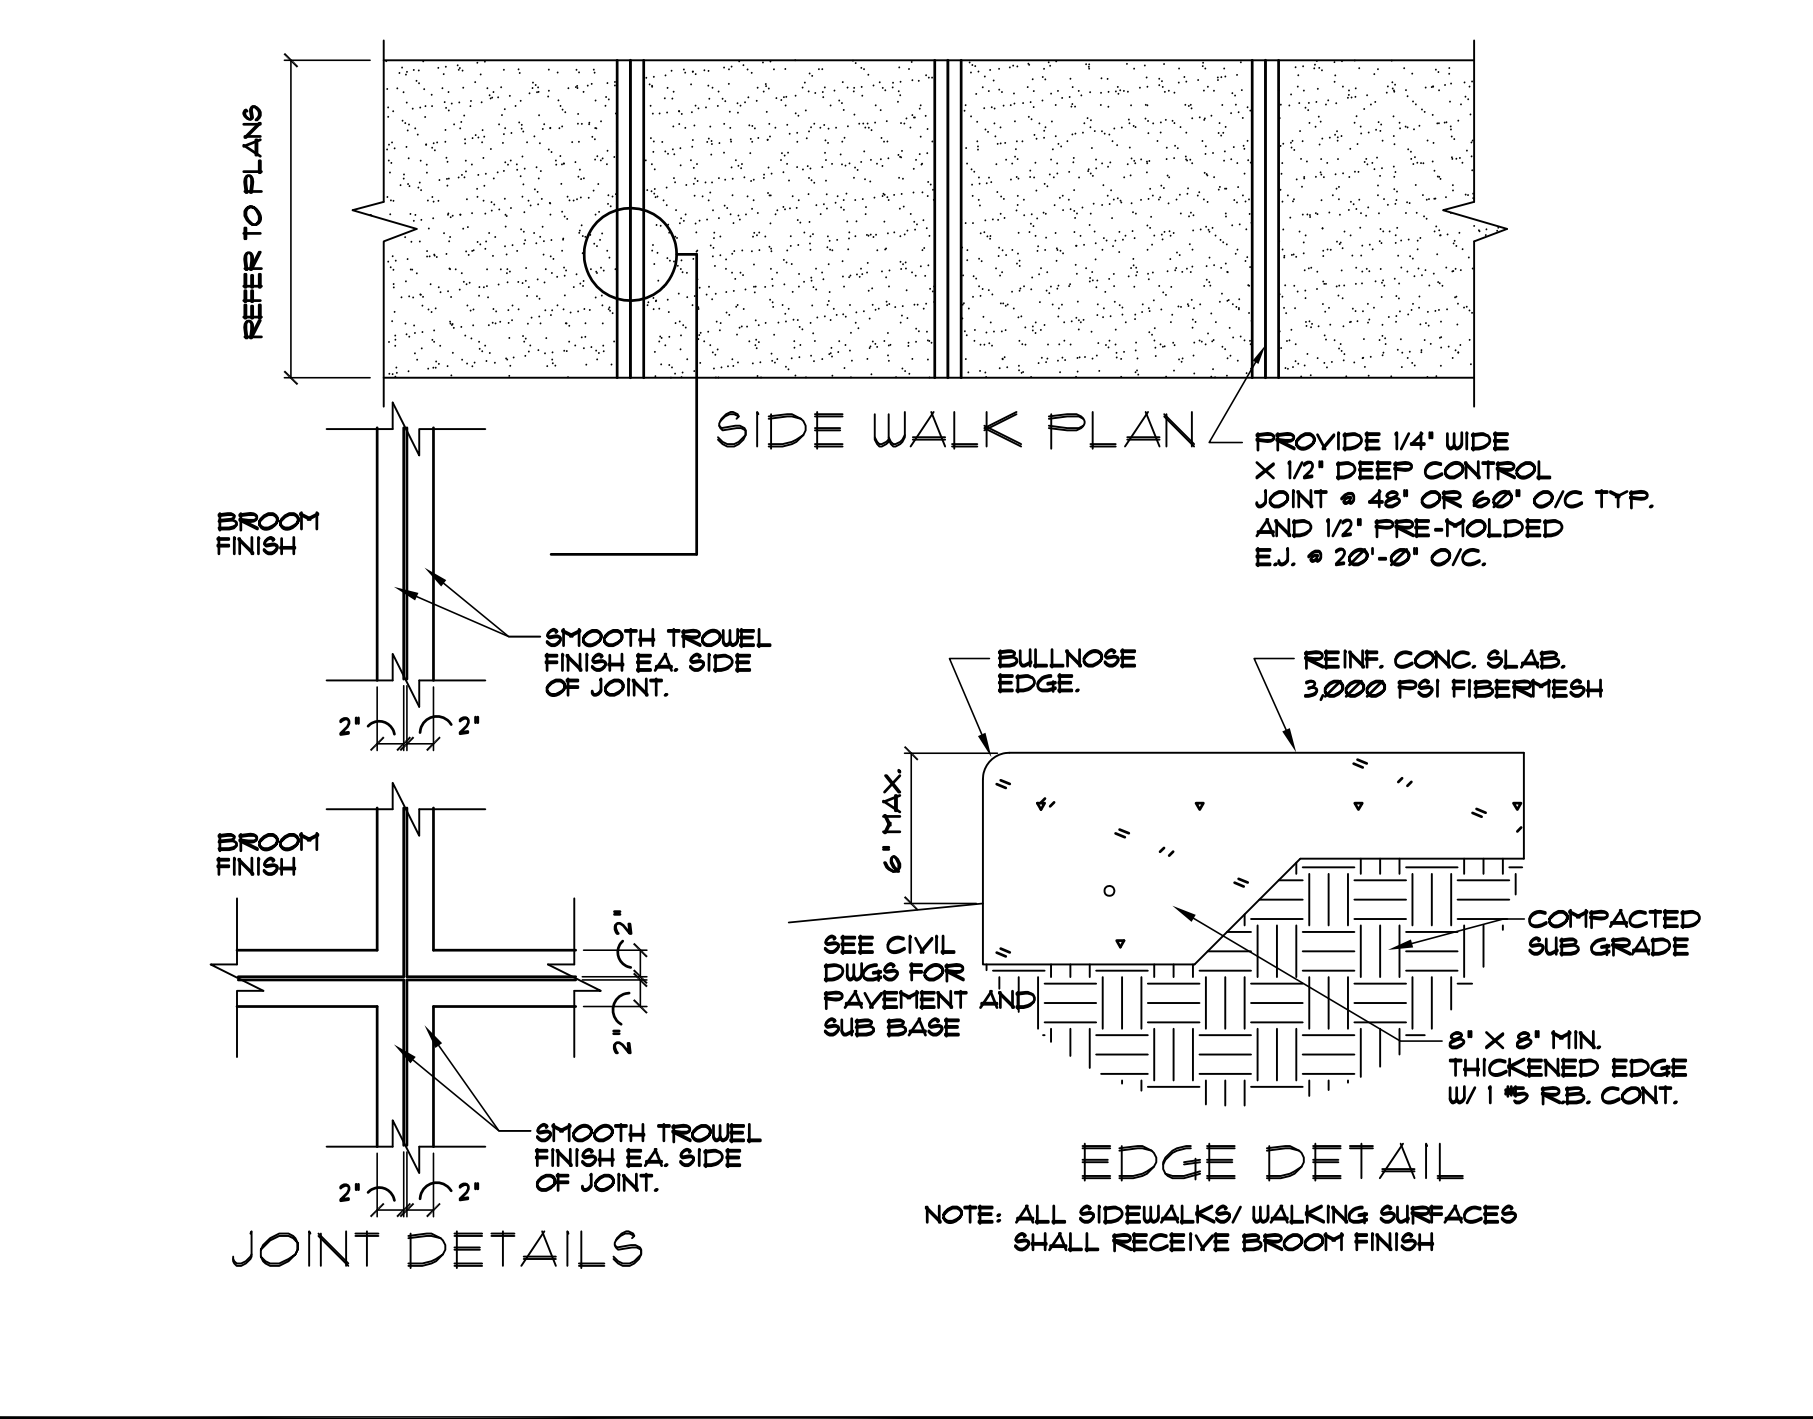 REFER TO PLANS
SIDE WALK PLAN
PROVIDE 1/4" WIDE
X 1/2" DEEP CONTROL
JOINT @ 48" OR 60" O/C TYP.
AND 1/2" PRE-MOLDED
E.J. @ 20'-0" O/C.
BROOM
FINISH
SMOOTH TROWEL
FINISH EA. SIDE
OF JOINT.
2" 2"
BULLNOSE
EDGE.
REINF. CONC. SLAB.
3,000 PSI FIBERMESH
6" MAX.
BROOM
FINISH
2"
2"
SEE CIVIL
DWGS FOR
PAVEMENT AND
SUB BASE
COMPACTED
SUB GRADE
8" X 8" MIN.
THICKENED EDGE
W/ 1 #5 R.B. CONT.
SMOOTH TROWEL
FINISH EA. SIDE
OF JOINT.
2" 2"
JOINT DETAILS
EDGE DETAIL
NOTE: ALL SIDEWALKS/ WALKING SURFACES
SHALL RECEIVE BROOM FINISH